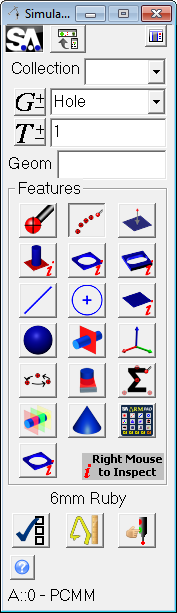 Simula...
SA
Collection
G± Hole
T± 1
Geom
Features
i
i
i
i
Right Mouse
i to Inspect
6mm Ruby
A::0 - PCMM